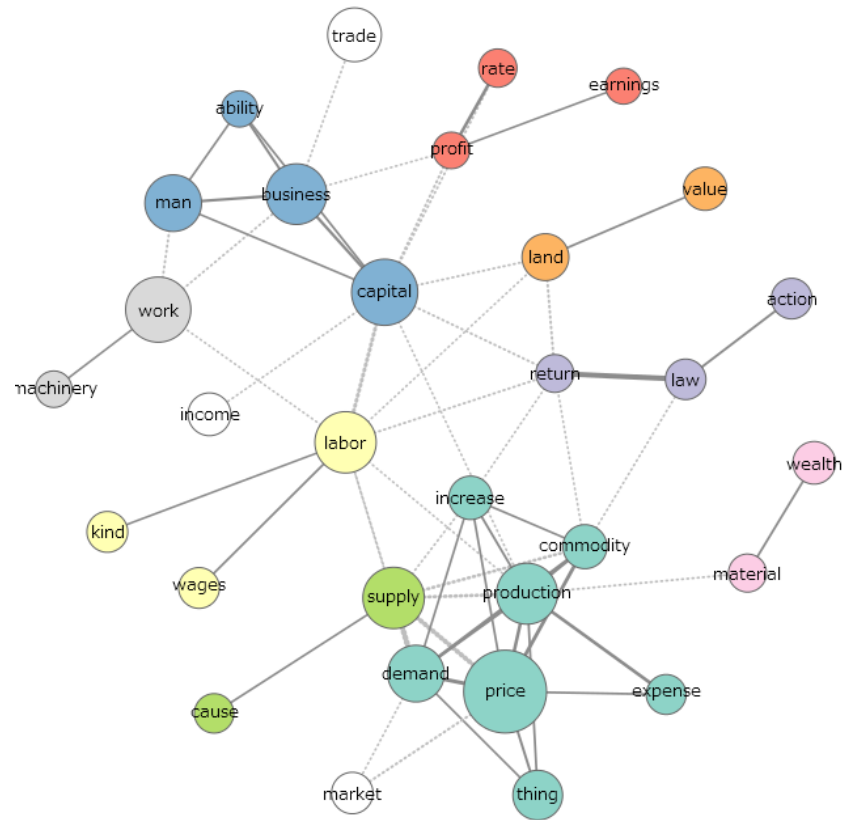 trade
rate
earnings
ability
profit
value
man
business
land
capital
action
work
return
law
machinery
income
labor
wealth
increase
kind
commodity
material
wages
supply
production
demand
price
expense
cause
market
thing